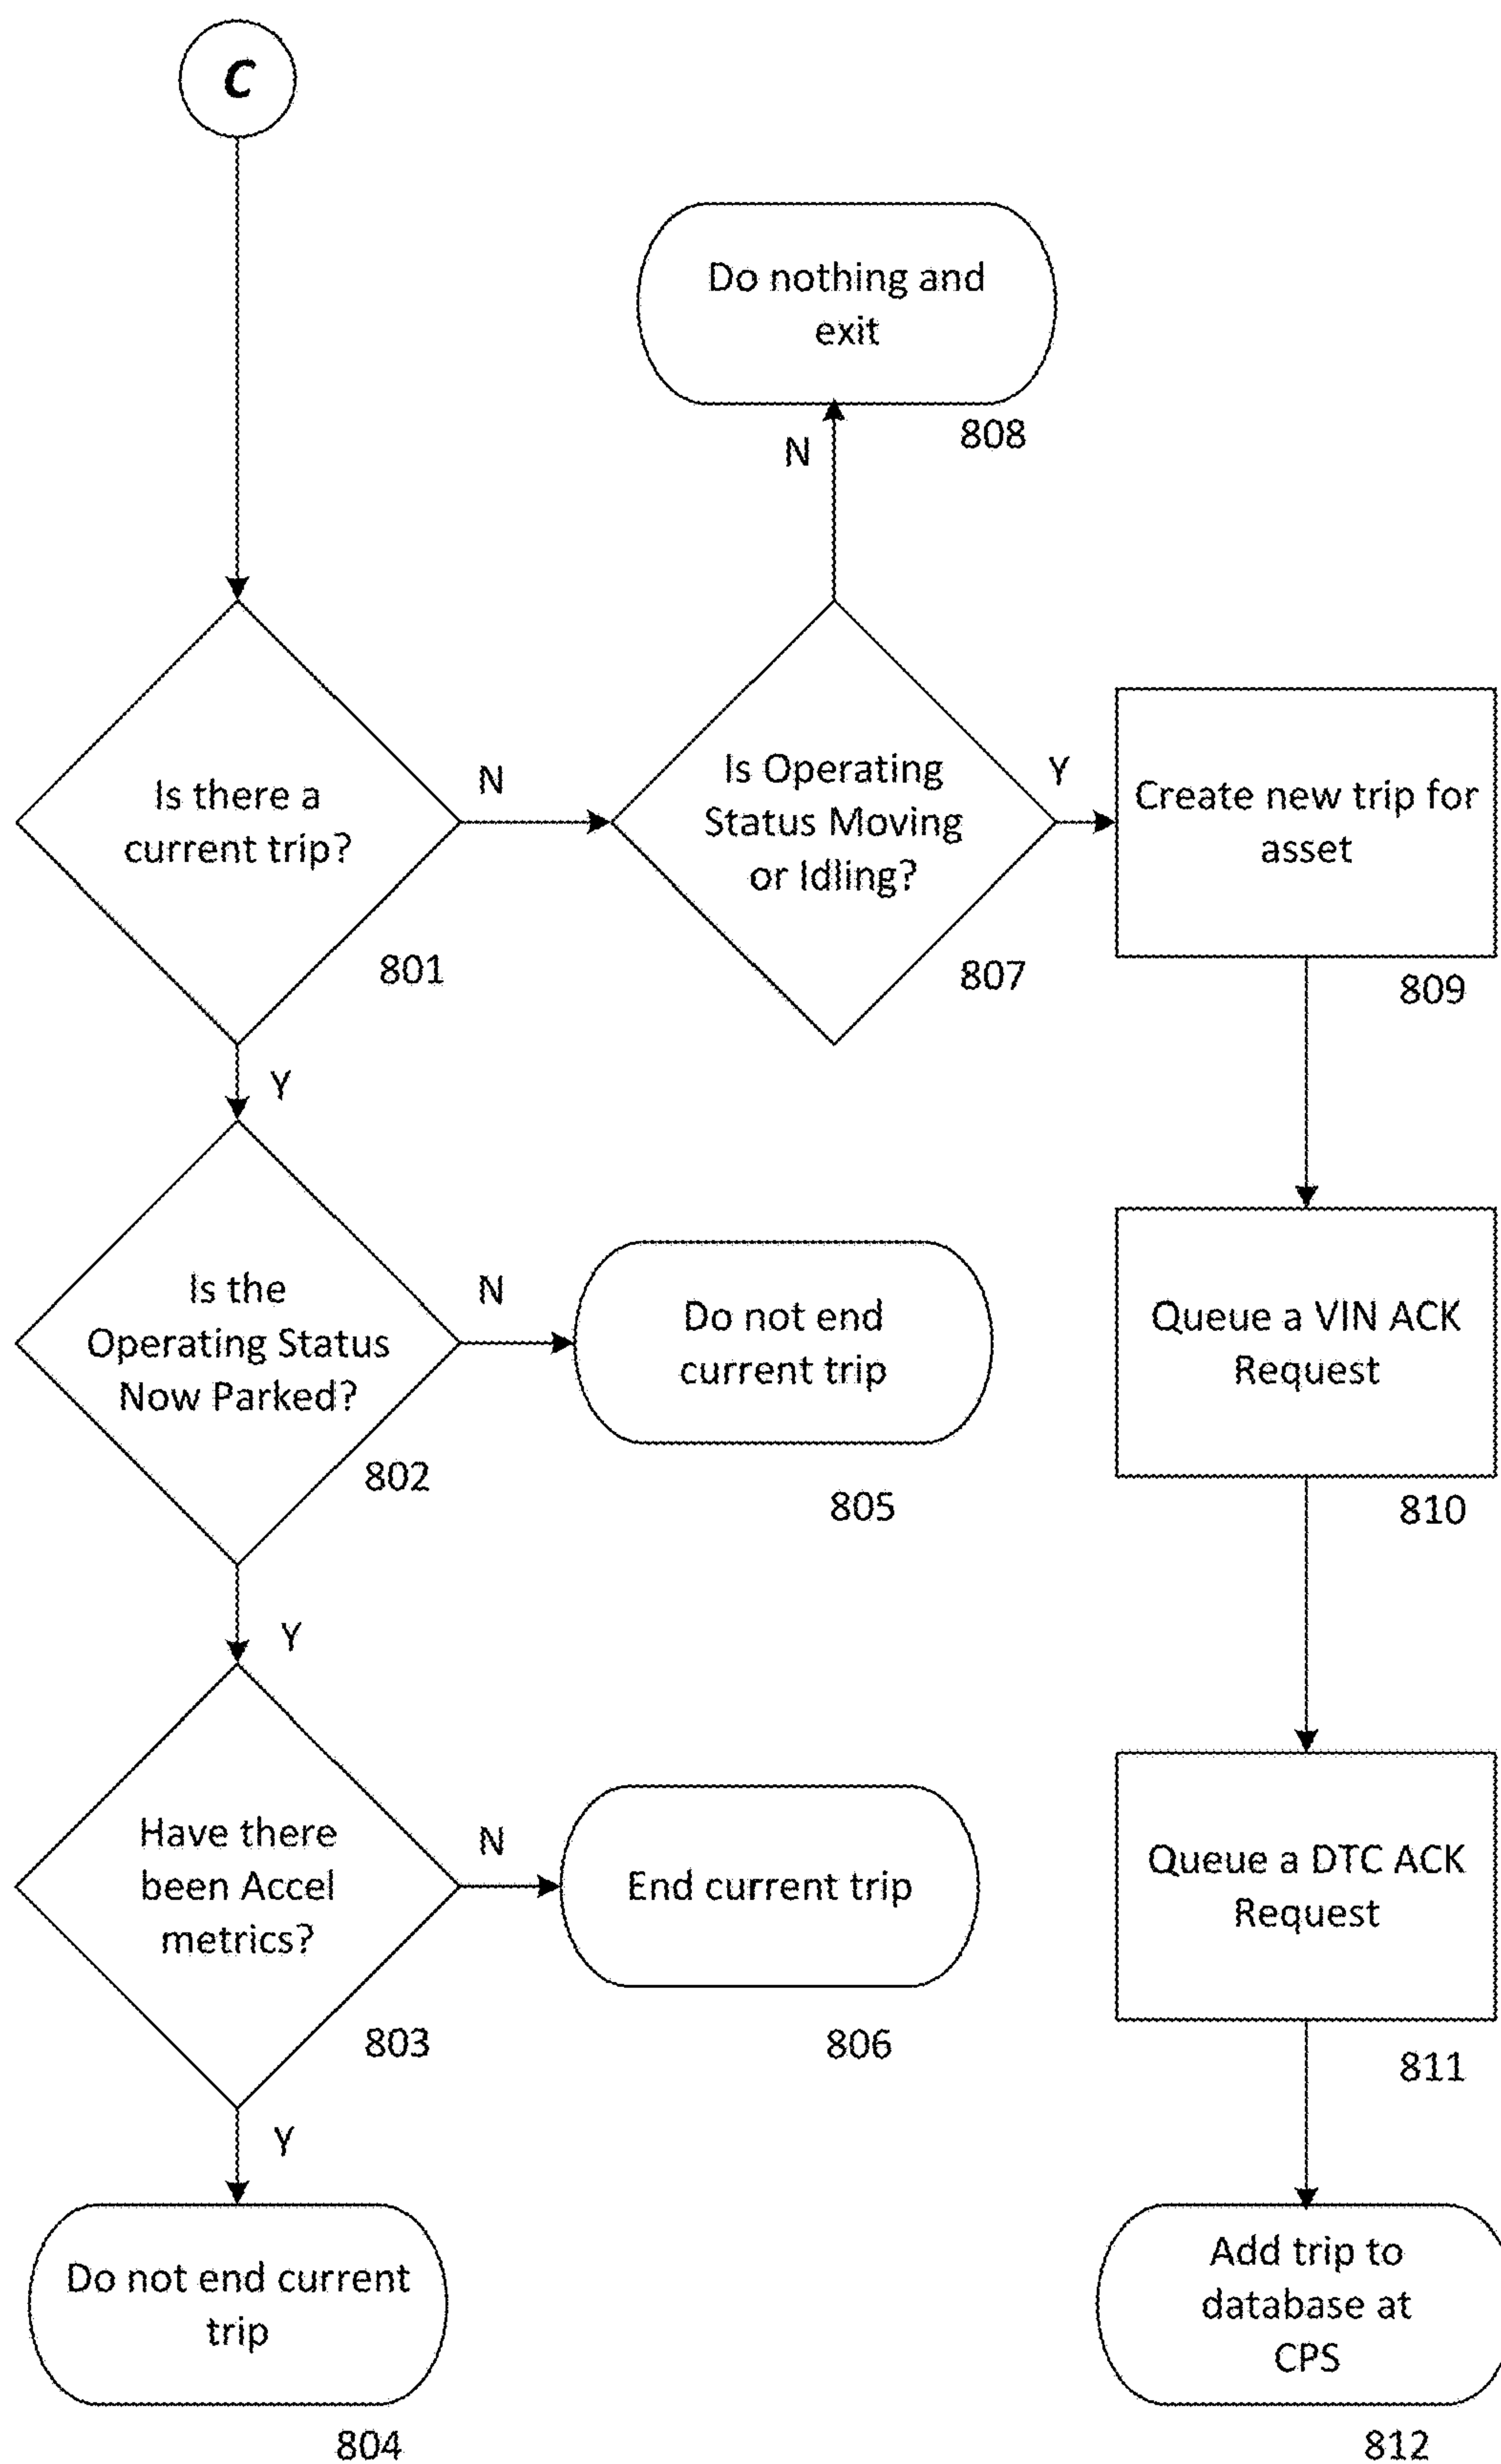 C
Do nothing and
exit
808
N
Is there a
current trip?
801
N
Is Operating
Status Moving
or Idling?
807
Y
Create new trip for
asset
809
Y
Is the
Operating Status
Now Parked?
802
N
Do not end
current trip
805
Queue a VIN ACK
Request
810
Y
Have there
been Accel
metrics?
803
N
End current trip
806
Queue a DTC ACK
Request
811
Y
Do not end current
trip
804
Add trip to
database at
CPS
812